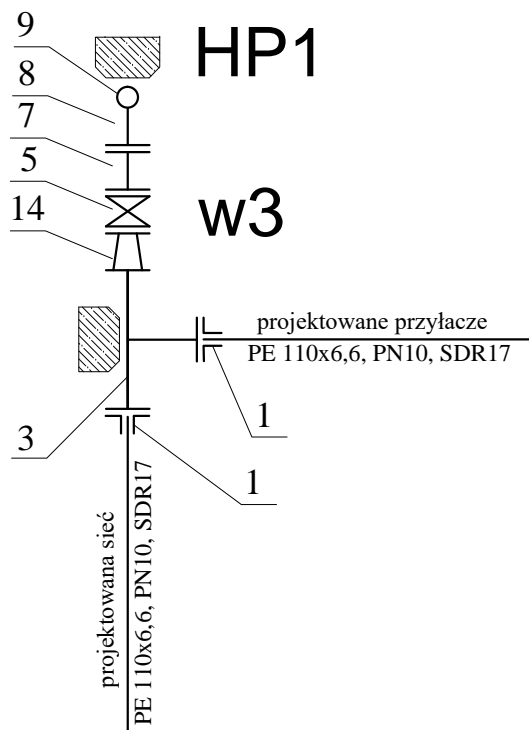 9
HP1
8
7
5
w3
14
projektowane przyłacze
PE 110x6,6, PN10, SDR17
1
3
1
projektowana sieć
PE 110x6,6, PN10, SDR17